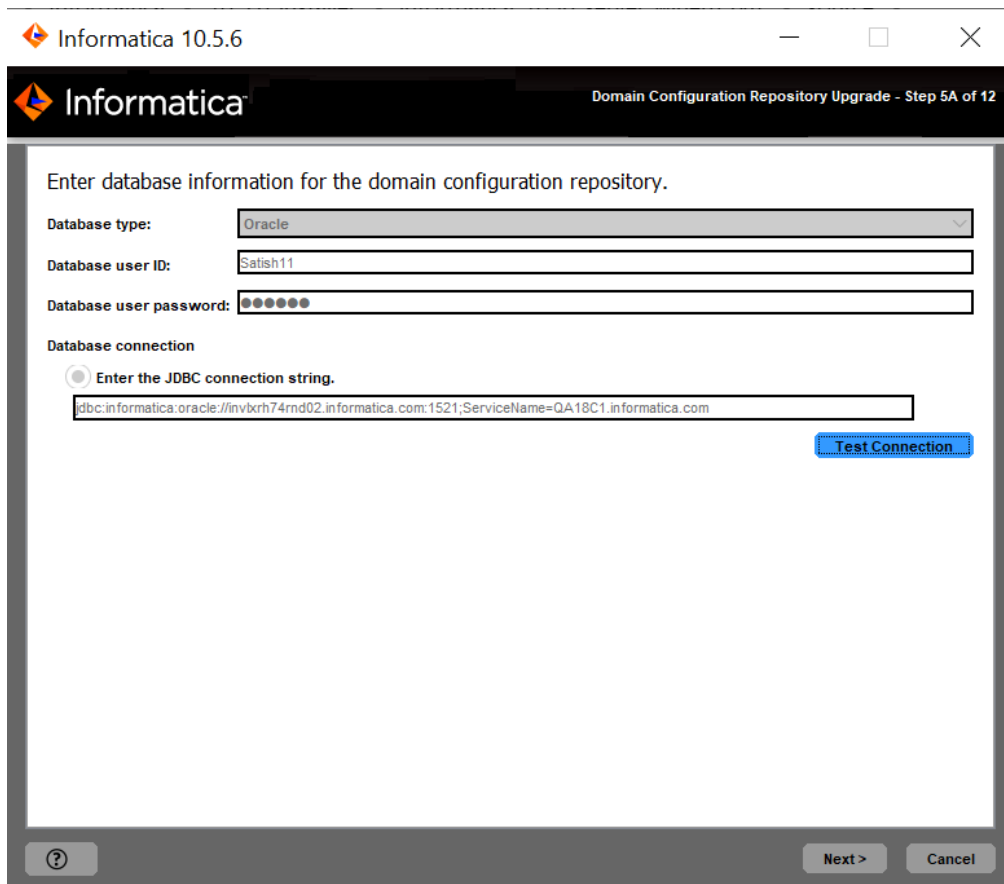 Informatica 10.5.6
Informatica
Domain Configuration Repository Upgrade - Step 5A of 12
Enter database information for the domain configuration repository.
Database type: Oracle
Database user ID: Satish11
Database user password: ●●●●●●
Database connection
Enter the JDBC connection string.
jdbc:informatica:oracle://invlxrh74rnd02.informatica.com:1521;ServiceName=QA18C1.informatica.com
Test Connection
? Next > Cancel